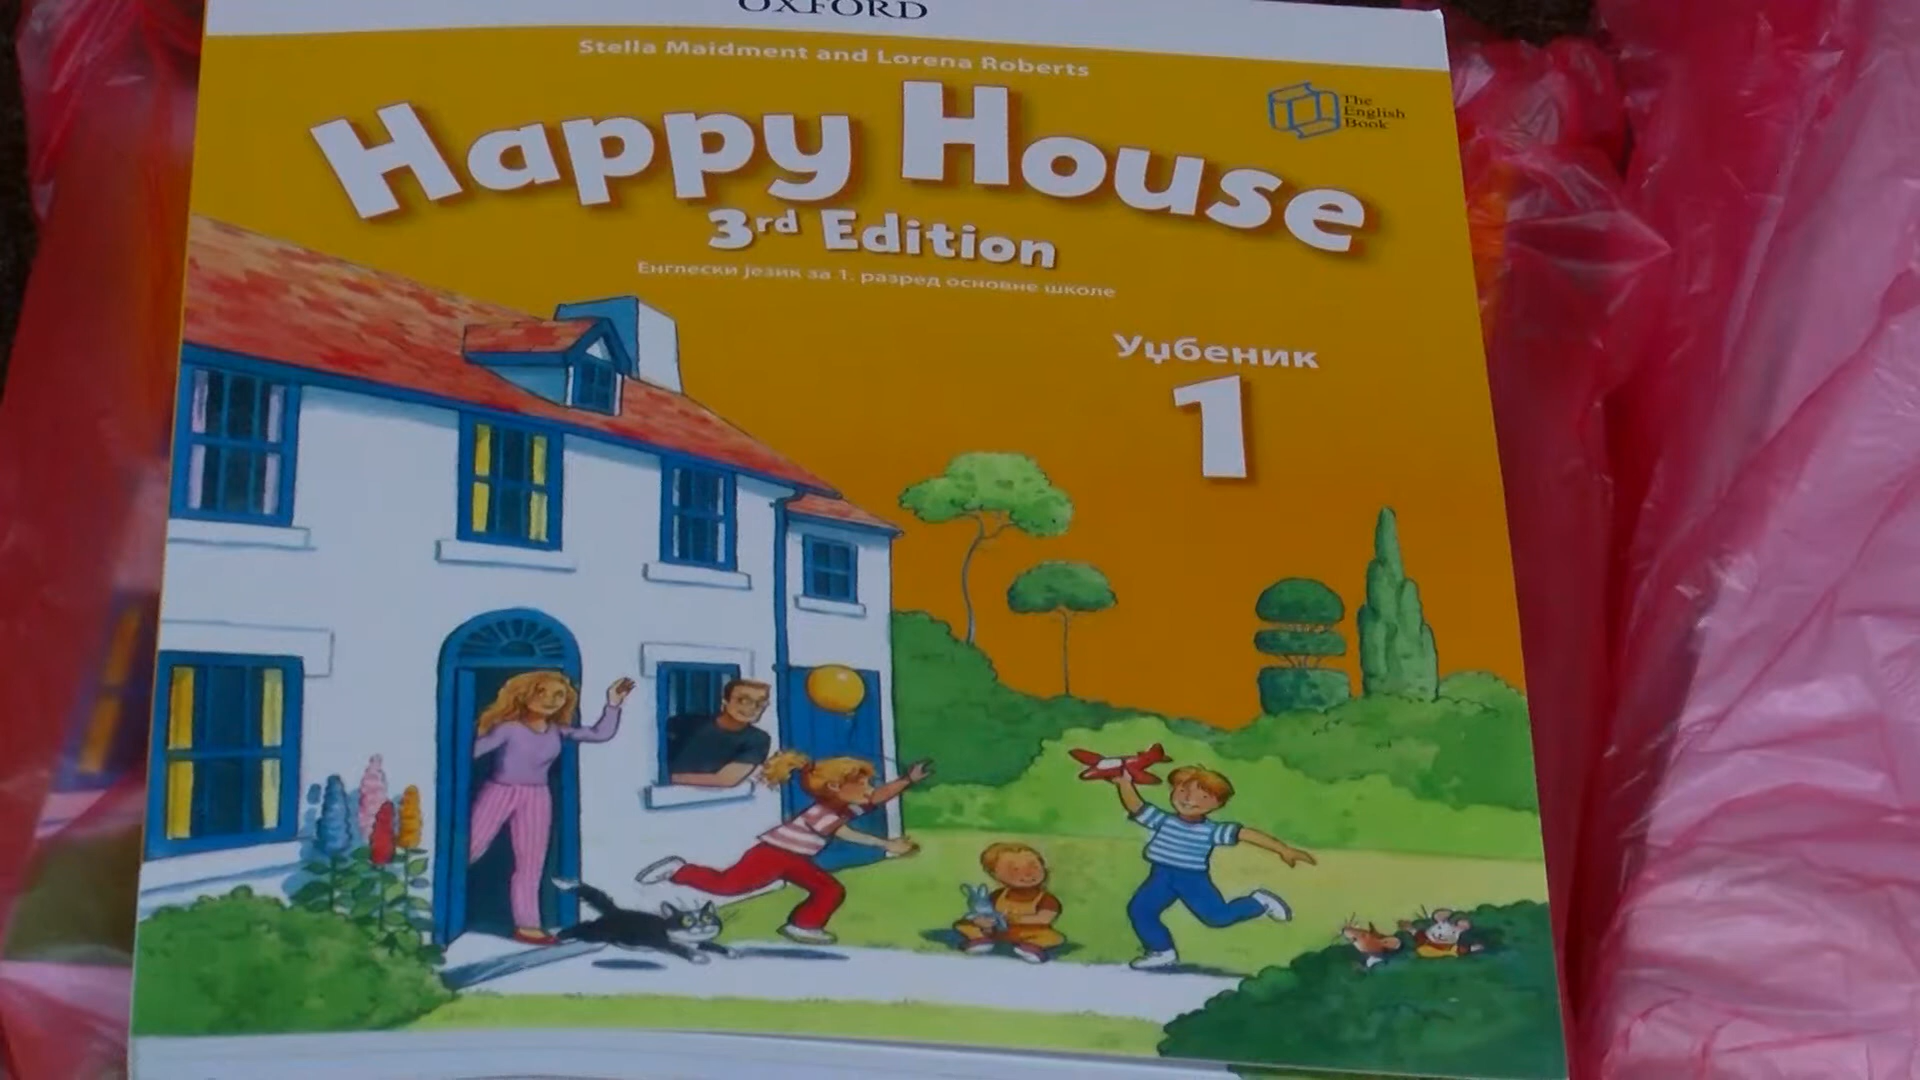 OXFORD
Stella Maidment and Lorena Roberts
The
English
Book
Happy House
3rd Edition
Енглески језик за 1. разред основне школе
Уџбеник
1